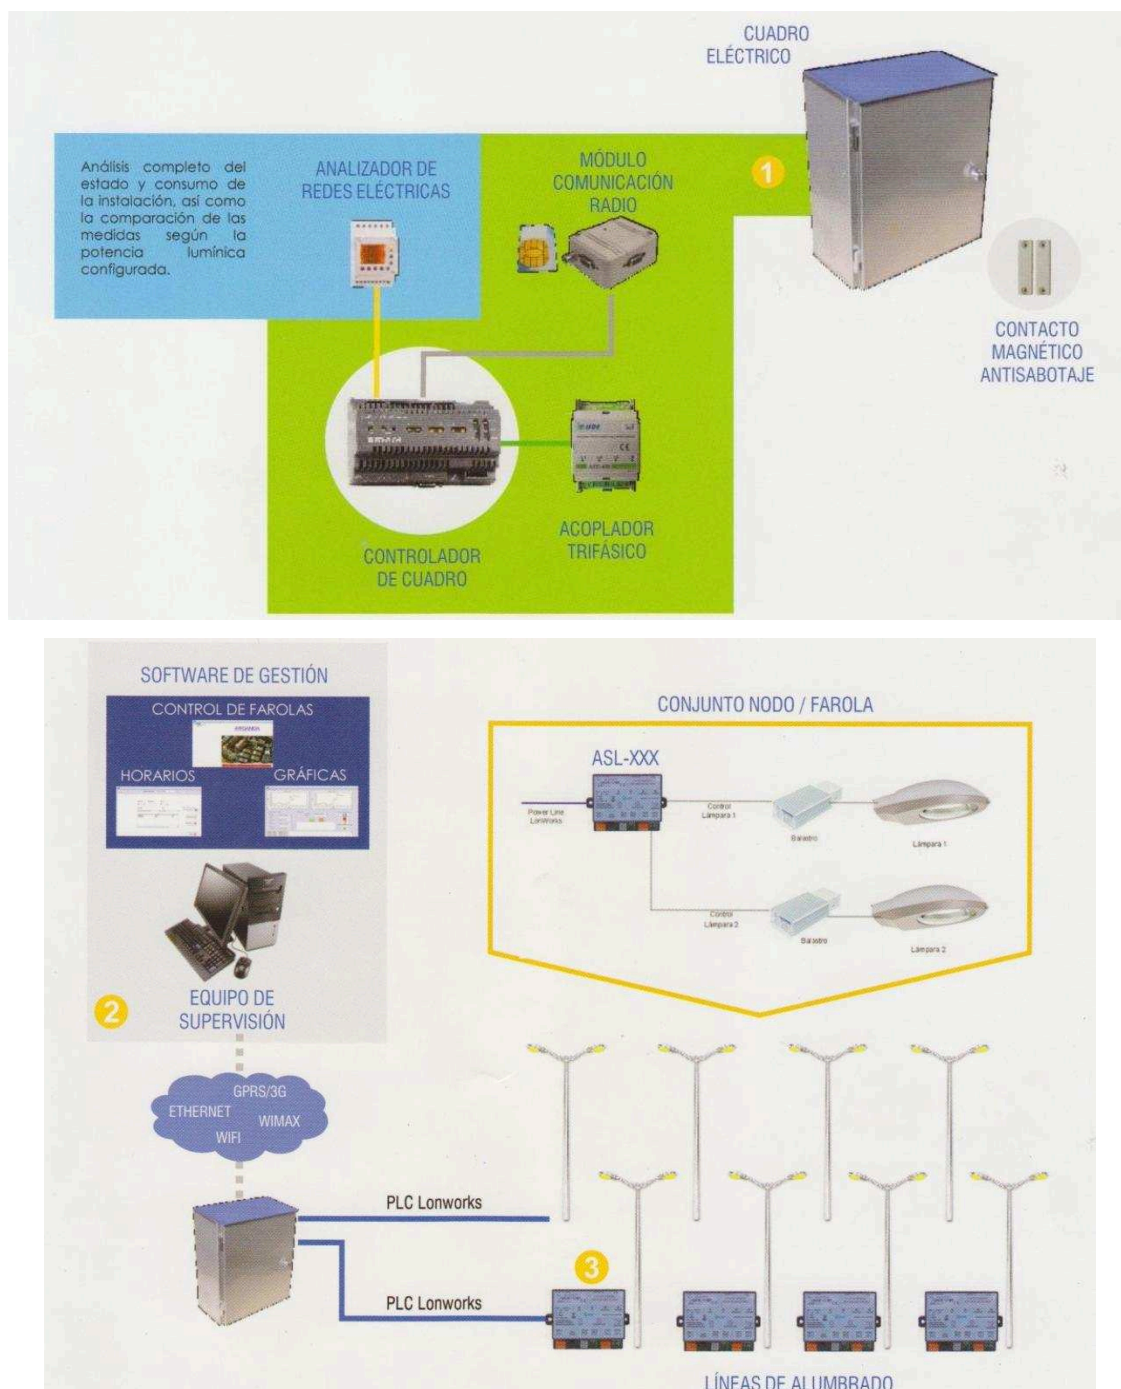 CUADRO
ELÉCTRICO
1
Análisis completo del
estado y consumo de
la instalación, así como
la comparación de las
medidas según la
potencia lumínica
configurada.
ANALIZADOR DE
REDES ELÉCTRICAS
MÓDULO
COMUNICACIÓN
RADIO
CONTACTO
MAGNÉTICO
ANTISABOTAJE
CONTROLADOR
DE CUADRO
ACOPLADOR
TRIFÁSICO
SOFTWARE DE GESTIÓN
CONTROL DE FAROLAS
HORARIOS
GRÁFICAS
2
EQUIPO DE
SUPERVISIÓN
GPRS/3G
ETHERNET
WIMAX
WIFI
CONJUNTO NODO / FAROLA
ASL-XXX
Power Line
LonWorks
Control
Lámpara 1
Balastro
Lámpara 1
Control
Lámpara 2
Balastro
Lámpara 2
PLC Lonworks
3
PLC Lonworks
LÍNEAS DE ALUMBRADO